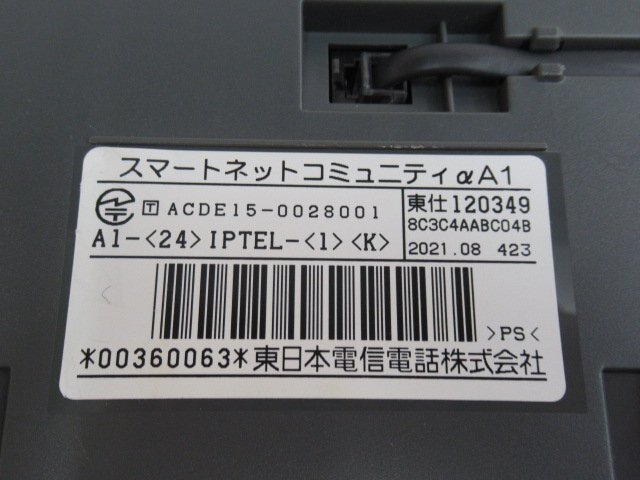 スマートネットコミュニティαA1
T ACDE15-0028001
東仕120349
8C3C4AABC04B
A1-<24>IPTEL-<1><K>
2021.08 423
>PS<
*00360063*東日本電信電話株式会社